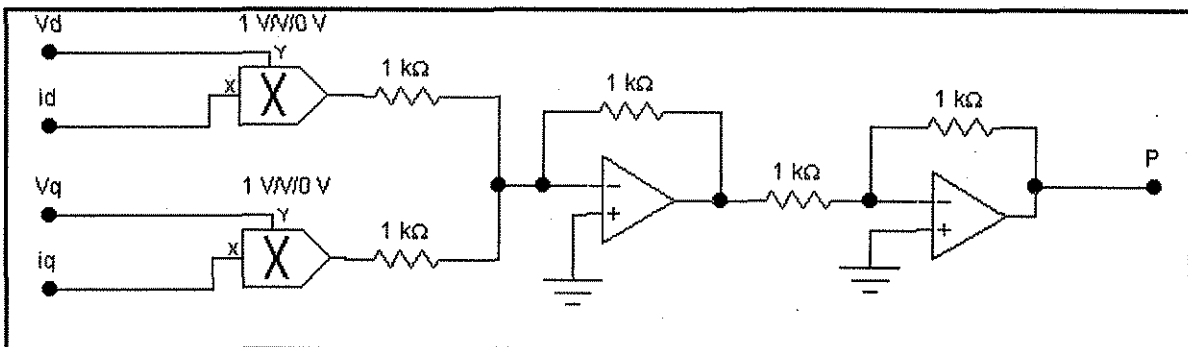 Vd
1 V/V/0 V
Y
X
id
1 kΩ
1 kΩ
1 kΩ
Vq
1 V/V/0 V
Y
X
iq
1 kΩ
1 kΩ
P